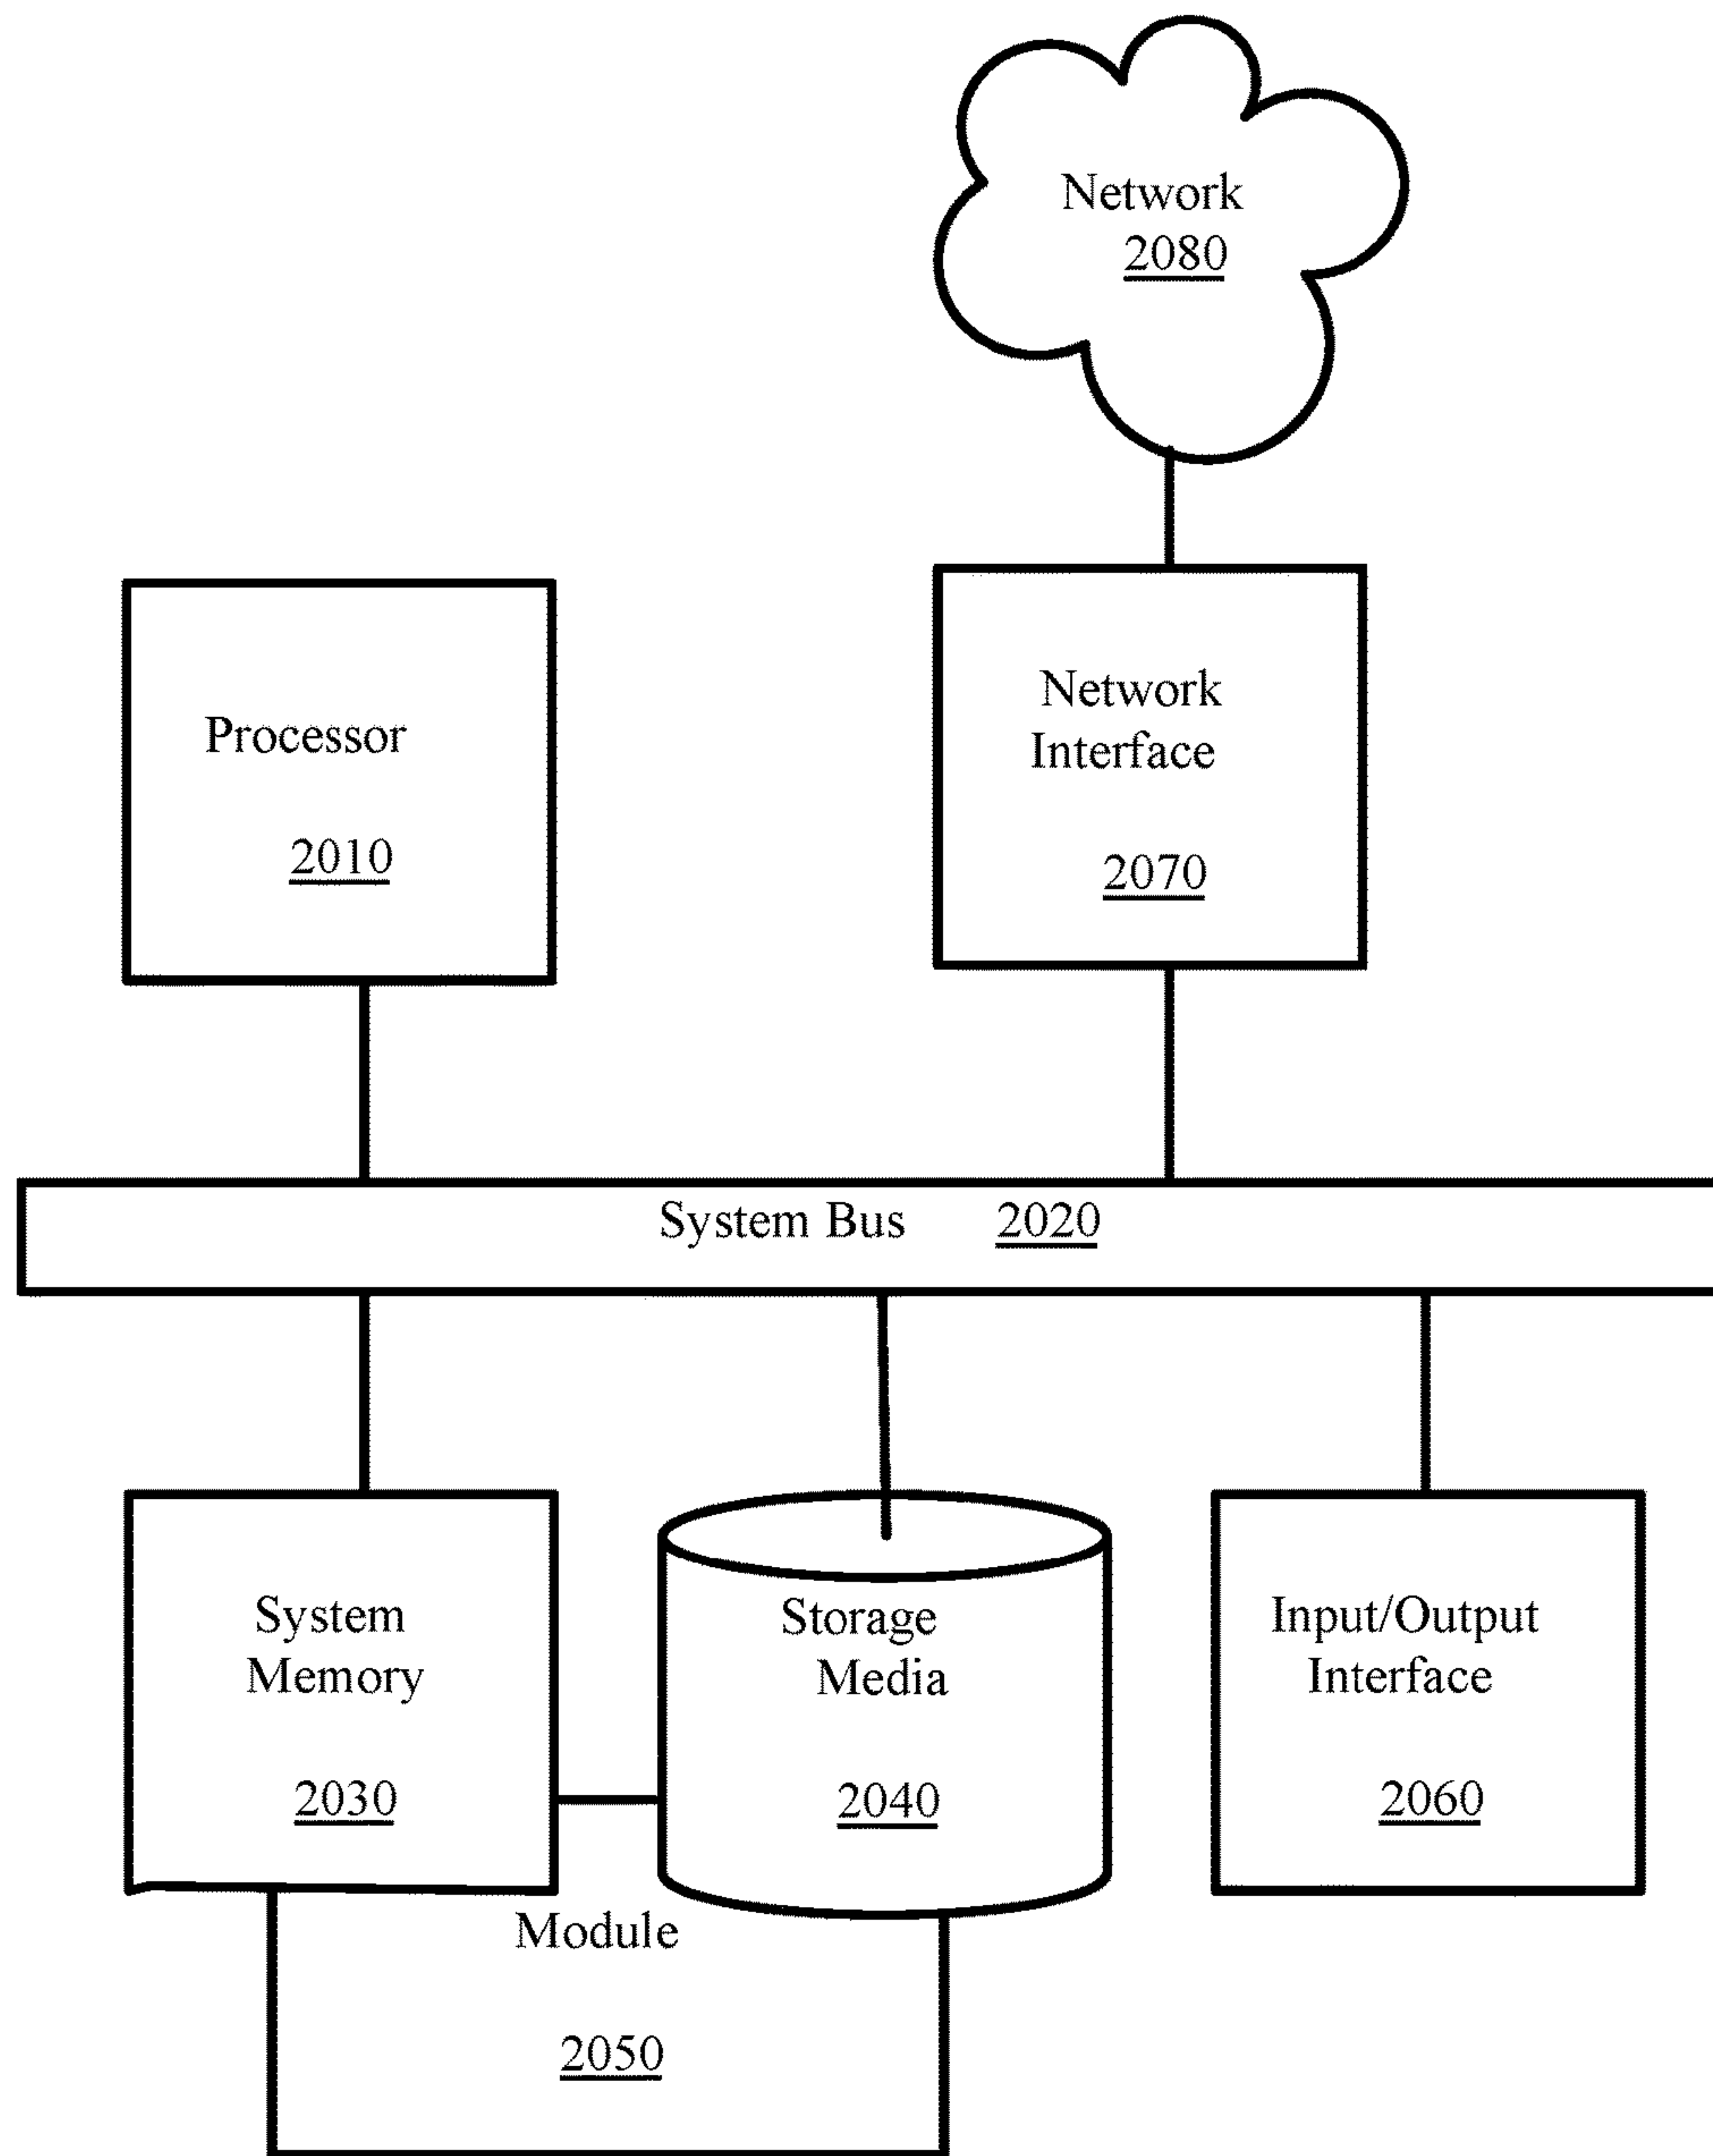 Network
2080
Processor
2010
Network
Interface
2070
System Bus 2020
System
Memory
2030
Storage
Media
2040
Input/Output
Interface
2060
Module
2050